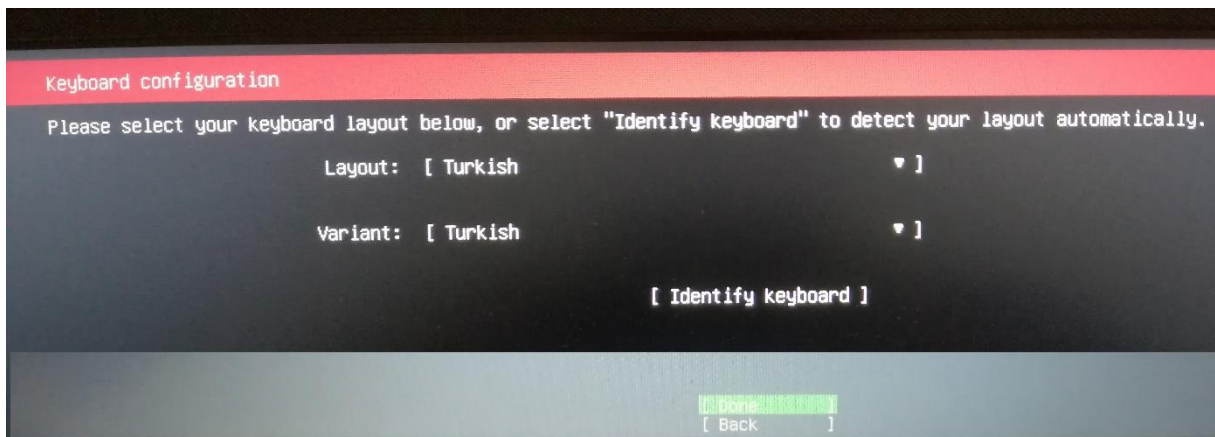 Keyboard configuration
Please select your keyboard layout below, or select "Identify keyboard" to detect your layout automatically.
Layout: [ Turkish ▼ ]
Variant: [ Turkish ▼ ]
[ Identify keyboard ]
[ Done ]
[ Back ]